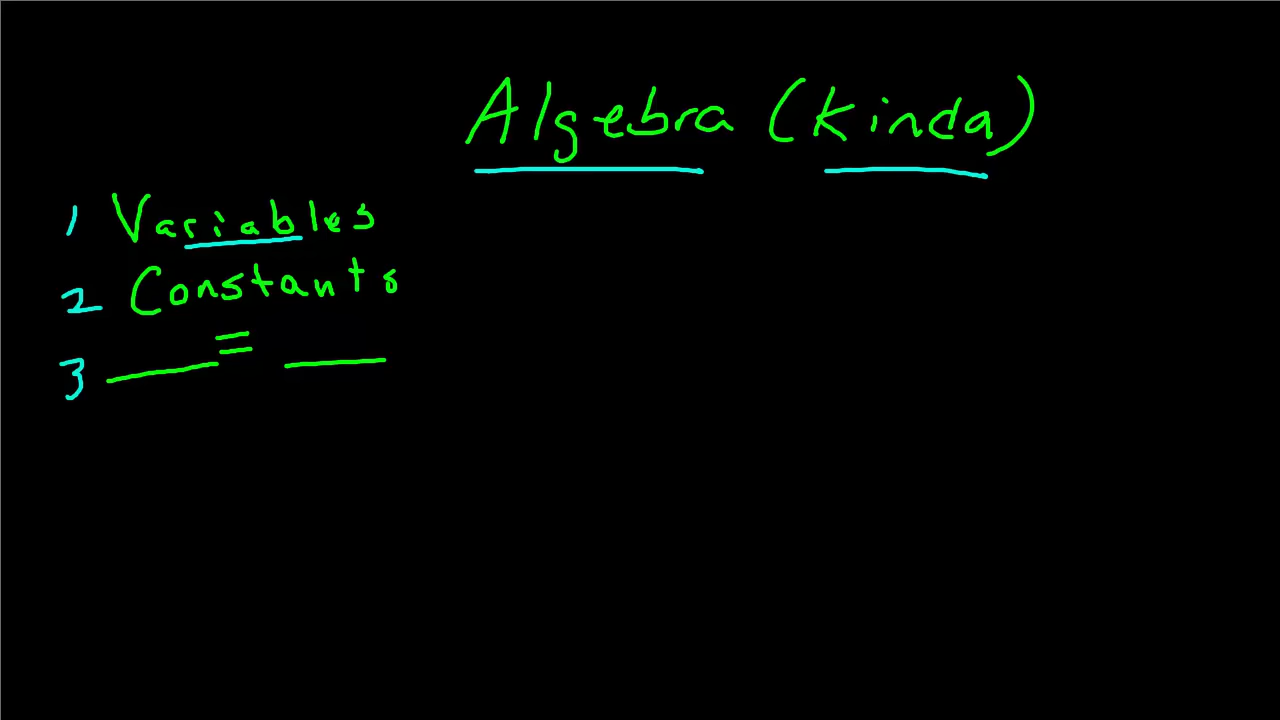 Algebra (Kinda)
1 Variables
2 Constants
3 ___ = ___